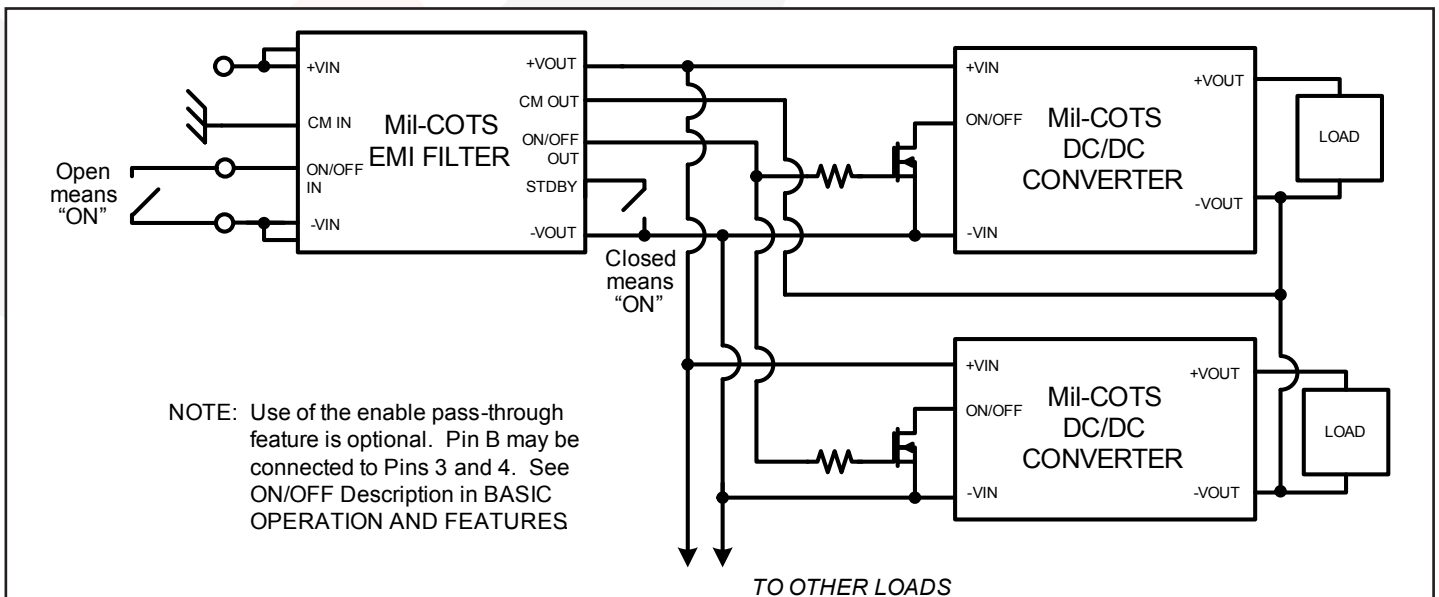 +VIN
CM IN
ON/OFF
IN
-VIN
Mil-COTS
EMI FILTER
+VOUT
CM OUT
ON/OFF
OUT
STDBY
-VOUT
Open
means
“ON”
Closed
means
“ON”
+VIN
ON/OFF
-VIN
Mil-COTS
DC/DC
CONVERTER
+VOUT
-VOUT
LOAD
+VIN
ON/OFF
-VIN
Mil-COTS
DC/DC
CONVERTER
+VOUT
-VOUT
LOAD
NOTE: Use of the enable pass-through
feature is optional. Pin B may be
connected to Pins 3 and 4. See
ON/OFF Description in BASIC
OPERATION AND FEATURES.
TO OTHER LOADS